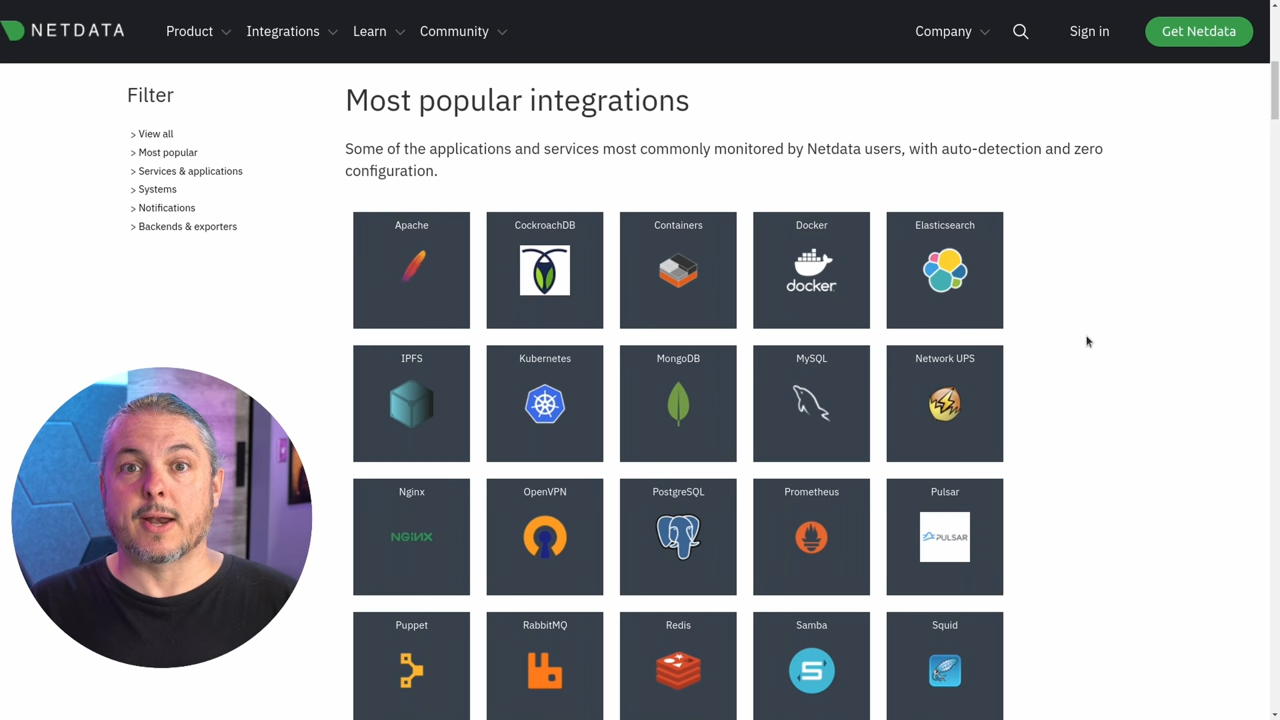 NETDATA Product Integrations Learn Community Company Sign in Get Netdata
Filter
> View all
> Most popular
> Services & applications
> Systems
> Notifications
> Backends & exporters
Most popular integrations
Some of the applications and services most commonly monitored by Netdata users, with auto-detection and zero
configuration.
Apache CockroachDB Containers Docker Elasticsearch
docker
IPFS Kubernetes MongoDB MySQL Network UPS
Nginx OpenVPN PostgreSQL Prometheus Pulsar
NGINX PULSAR
Puppet RabbitMQ Redis Samba Squid